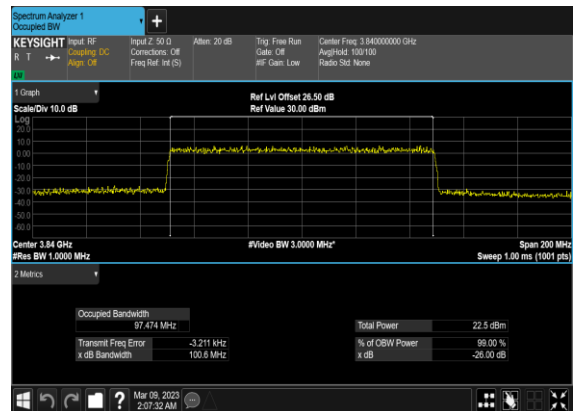 Spectrum Analyzer 1
Occupied BW
KEYSIGHT
R T
LXI
Input: RF
Coupling: DC
Align: Off
Input Z: 50 Ω
Corrections: Off
Freq Ref: Int (S)
Atten: 20 dB
Trig: Free Run
Gate: Off
#IF Gain: Low
Center Freq: 3.840000000 GHz
Avg|Hold: 100/100
Radio Std: None
1 Graph
Scale/Div 10.0 dB
Ref Lvl Offset 26.50 dB
Ref Value 30.00 dBm
Log
20.0
10.0
0.00
-10.0
-20.0
-30.0
-40.0
-50.0
-60.0
Center 3.84 GHz
#Res BW 1.0000 MHz
#Video BW 3.0000 MHz*
Span 200 MHz
Sweep 1.00 ms (1001 pts)
2 Metrics
Occupied Bandwidth
97.474 MHz
Total Power 22.5 dBm
Transmit Freq Error -3.211 kHz
% of OBW Power 99.00 %
x dB Bandwidth 100.6 MHz
x dB -26.00 dB
?
Mar 09, 2023
2:07:32 AM